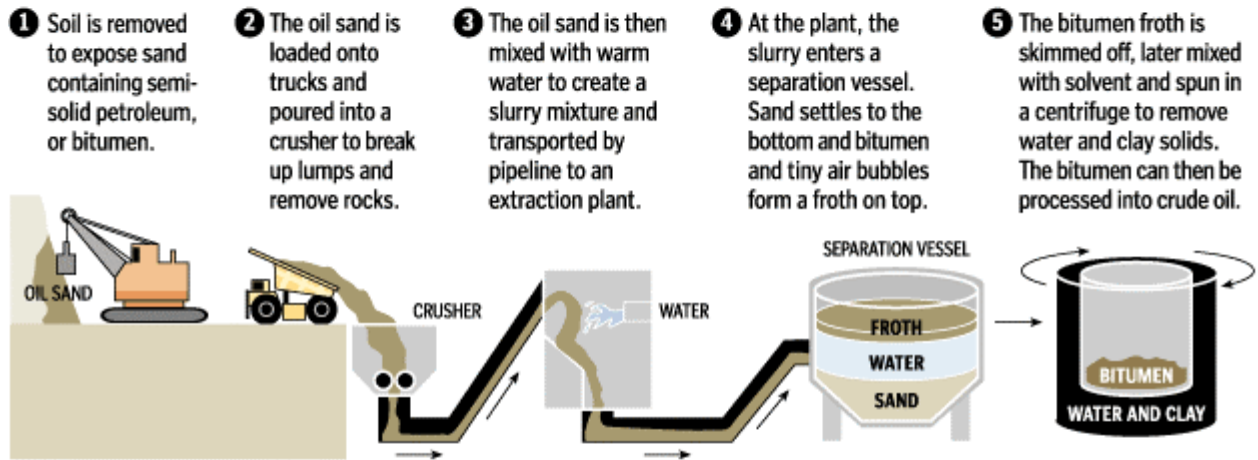 1 Soil is removed
to expose sand
containing semi-
solid petroleum,
or bitumen.
2 The oil sand is
loaded onto
trucks and
poured into a
crusher to break
up lumps and
remove rocks.
3 The oil sand is then
mixed with warm
water to create a
slurry mixture and
transported by
pipeline to an
extraction plant.
4 At the plant, the
slurry enters a
separation vessel.
Sand settles to the
bottom and bitumen
and tiny air bubbles
form a froth on top.
5 The bitumen froth is
skimmed off, later mixed
with solvent and spun in
a centrifuge to remove
water and clay solids.
The bitumen can then be
processed into crude oil.
OIL SAND
CRUSHER
WATER
SEPARATION VESSEL
FROTH
WATER
SAND
BITUMEN
WATER AND CLAY